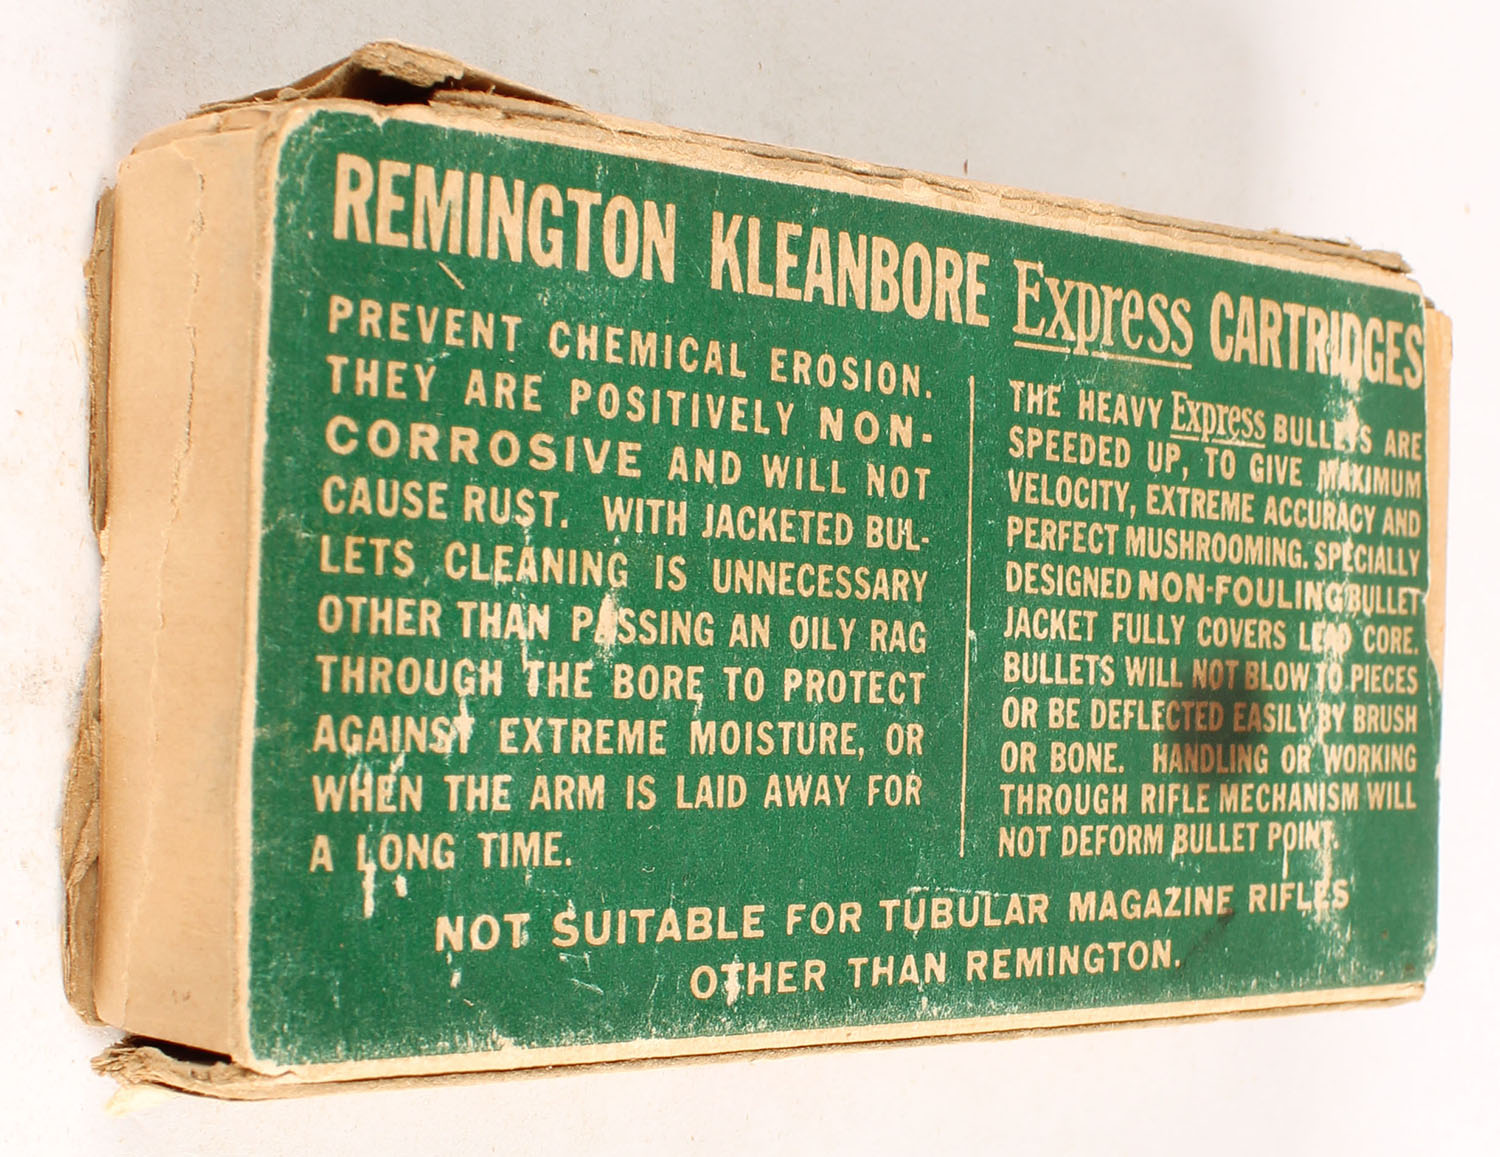 REMINGTON KLEANBORE Express CARTRIDGES
PREVENT CHEMICAL EROSION.
THEY ARE POSITIVELY NON-
CORROSIVE AND WILL NOT
CAUSE RUST. WITH JACKETED BUL-
LETS CLEANING IS UNNECESSARY
OTHER THAN PASSING AN OILY RAG
THROUGH THE BORE TO PROTECT
AGAINST EXTREME MOISTURE, OR
WHEN THE ARM IS LAID AWAY FOR
A LONG TIME.
THE HEAVY Express BULLETS ARE
SPEEDED UP, TO GIVE MAXIMUM
VELOCITY, EXTREME ACCURACY AND
PERFECT MUSHROOMING. SPECIALLY
DESIGNED NON-FOULING BULLET
JACKET FULLY COVERS LEAD CORE.
BULLETS WILL NOT BLOW TO PIECES
OR BE DEFLECTED EASILY BY BRUSH
OR BONE. HANDLING OR WORKING
THROUGH RIFLE MECHANISM WILL
NOT DEFORM BULLET POINT.
NOT SUITABLE FOR TUBULAR MAGAZINE RIFLES
OTHER THAN REMINGTON.